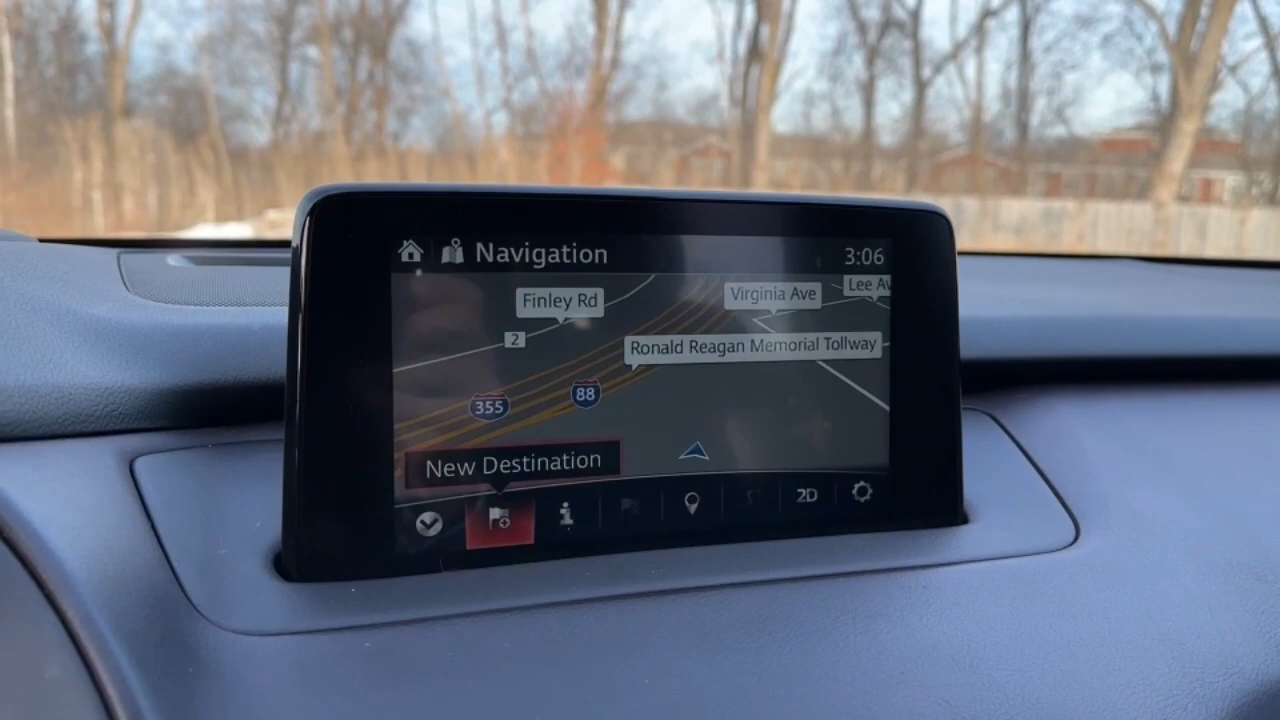 Navigation
3:06
Finley Rd
Virginia Ave
Lee Av
2
Ronald Reagan Memorial Tollway
355
88
New Destination
2D